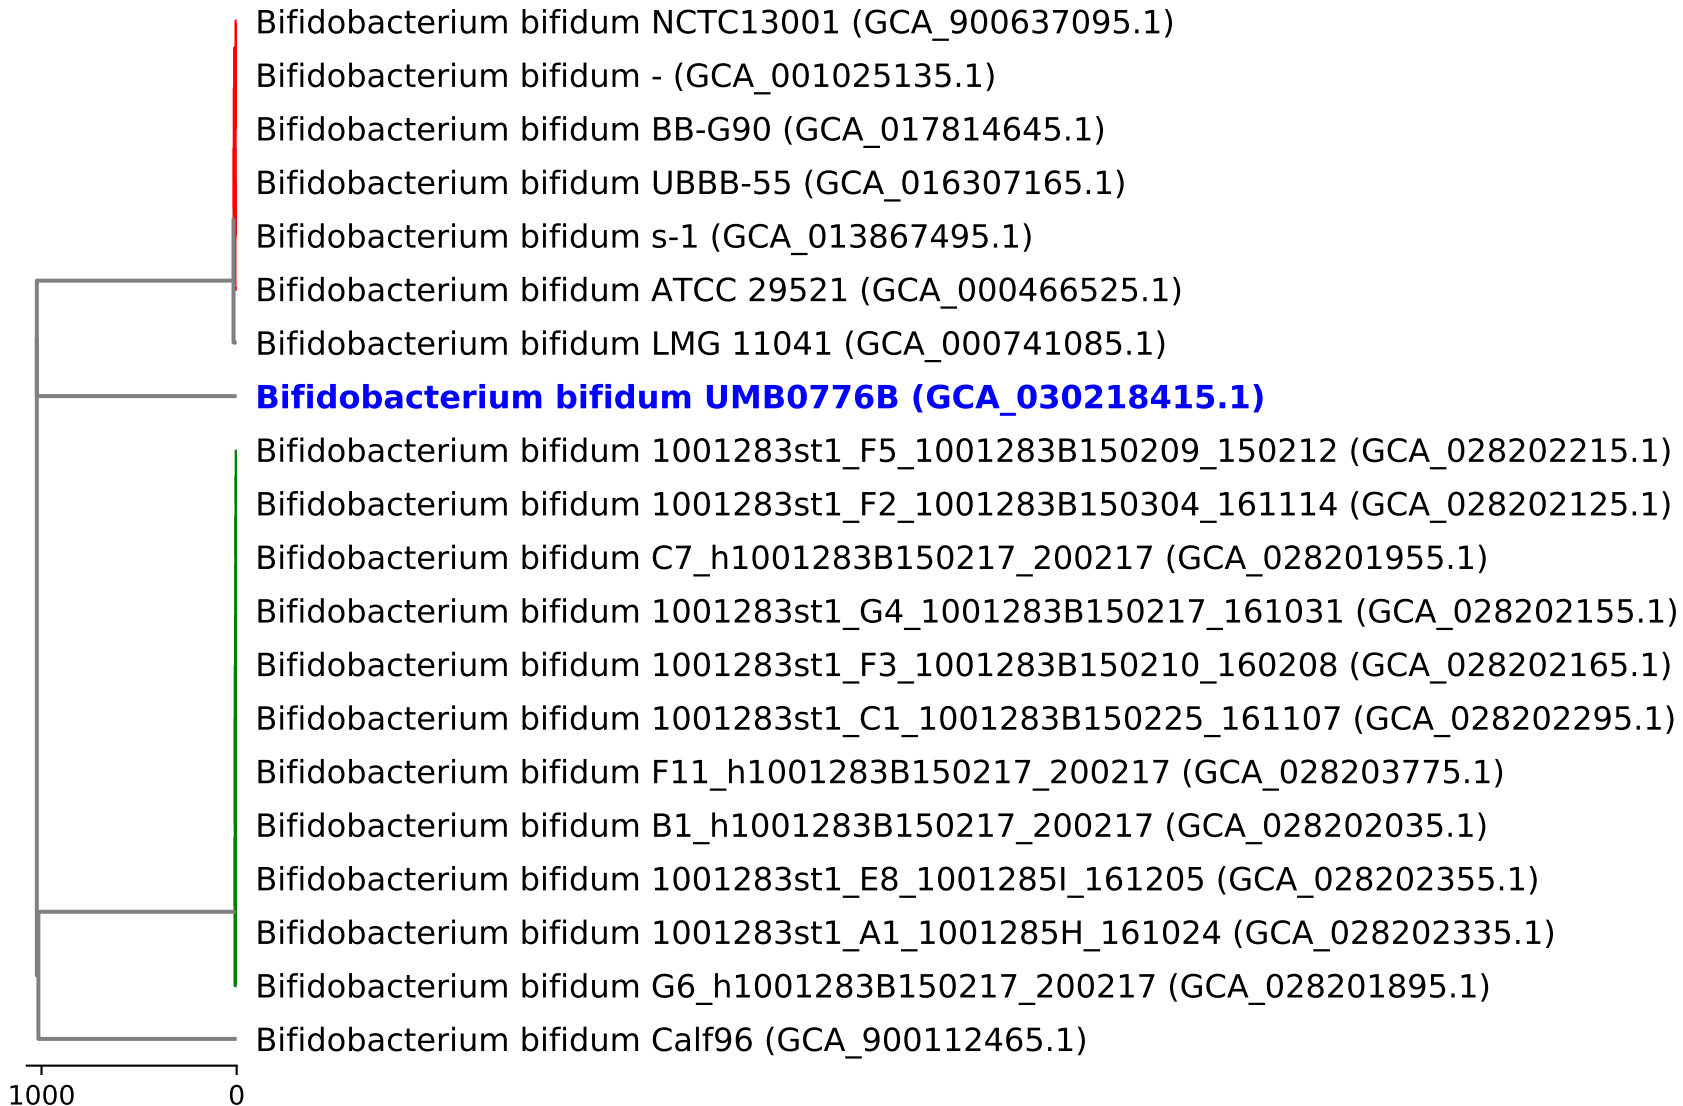 Bifidobacterium bifidum NCTC13001 (GCA_900637095.1)
Bifidobacterium bifidum - (GCA_001025135.1)
Bifidobacterium bifidum BB-G90 (GCA_017814645.1)
Bifidobacterium bifidum UBBB-55 (GCA_016307165.1)
Bifidobacterium bifidum s-1 (GCA_013867495.1)
Bifidobacterium bifidum ATCC 29521 (GCA_000466525.1)
Bifidobacterium bifidum LMG 11041 (GCA_000741085.1)
Bifidobacterium bifidum UMB0776B (GCA_030218415.1)
Bifidobacterium bifidum 1001283st1_F5_1001283B150209_150212 (GCA_028202215.1)
Bifidobacterium bifidum 1001283st1_F2_1001283B150304_161114 (GCA_028202125.1)
Bifidobacterium bifidum C7_h1001283B150217_200217 (GCA_028201955.1)
Bifidobacterium bifidum 1001283st1_G4_1001283B150217_161031 (GCA_028202155.1)
Bifidobacterium bifidum 1001283st1_F3_1001283B150210_160208 (GCA_028202165.1)
Bifidobacterium bifidum 1001283st1_C1_1001283B150225_161107 (GCA_028202295.1)
Bifidobacterium bifidum F11_h1001283B150217_200217 (GCA_028203775.1)
Bifidobacterium bifidum B1_h1001283B150217_200217 (GCA_028202035.1)
Bifidobacterium bifidum 1001283st1_E8_1001285I_161205 (GCA_028202355.1)
Bifidobacterium bifidum 1001283st1_A1_1001285H_161024 (GCA_028202335.1)
Bifidobacterium bifidum G6_h1001283B150217_200217 (GCA_028201895.1)
Bifidobacterium bifidum Calf96 (GCA_900112465.1)
1000 0